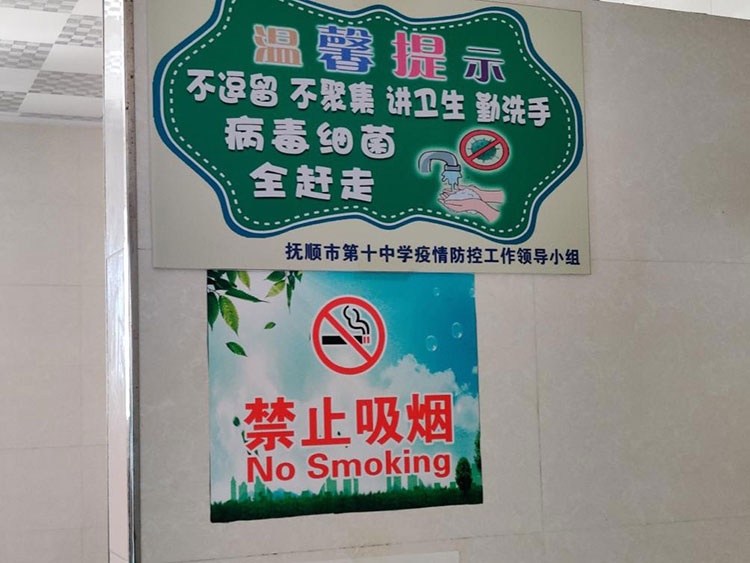 温馨提示
不逗留 不聚集 讲卫生 勤洗手
病毒细菌
全赶走
抚顺市第十中学疫情防控工作领导小组
禁止吸烟
No Smoking